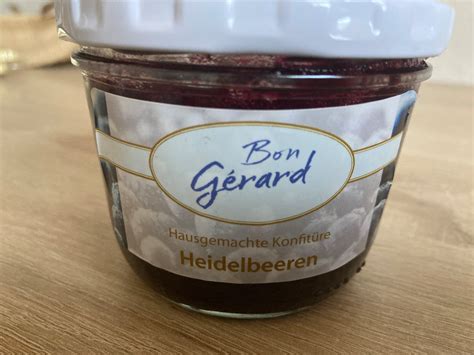 Bon
Gérard
Hausgemachte Konfitüre
Heidelbeeren